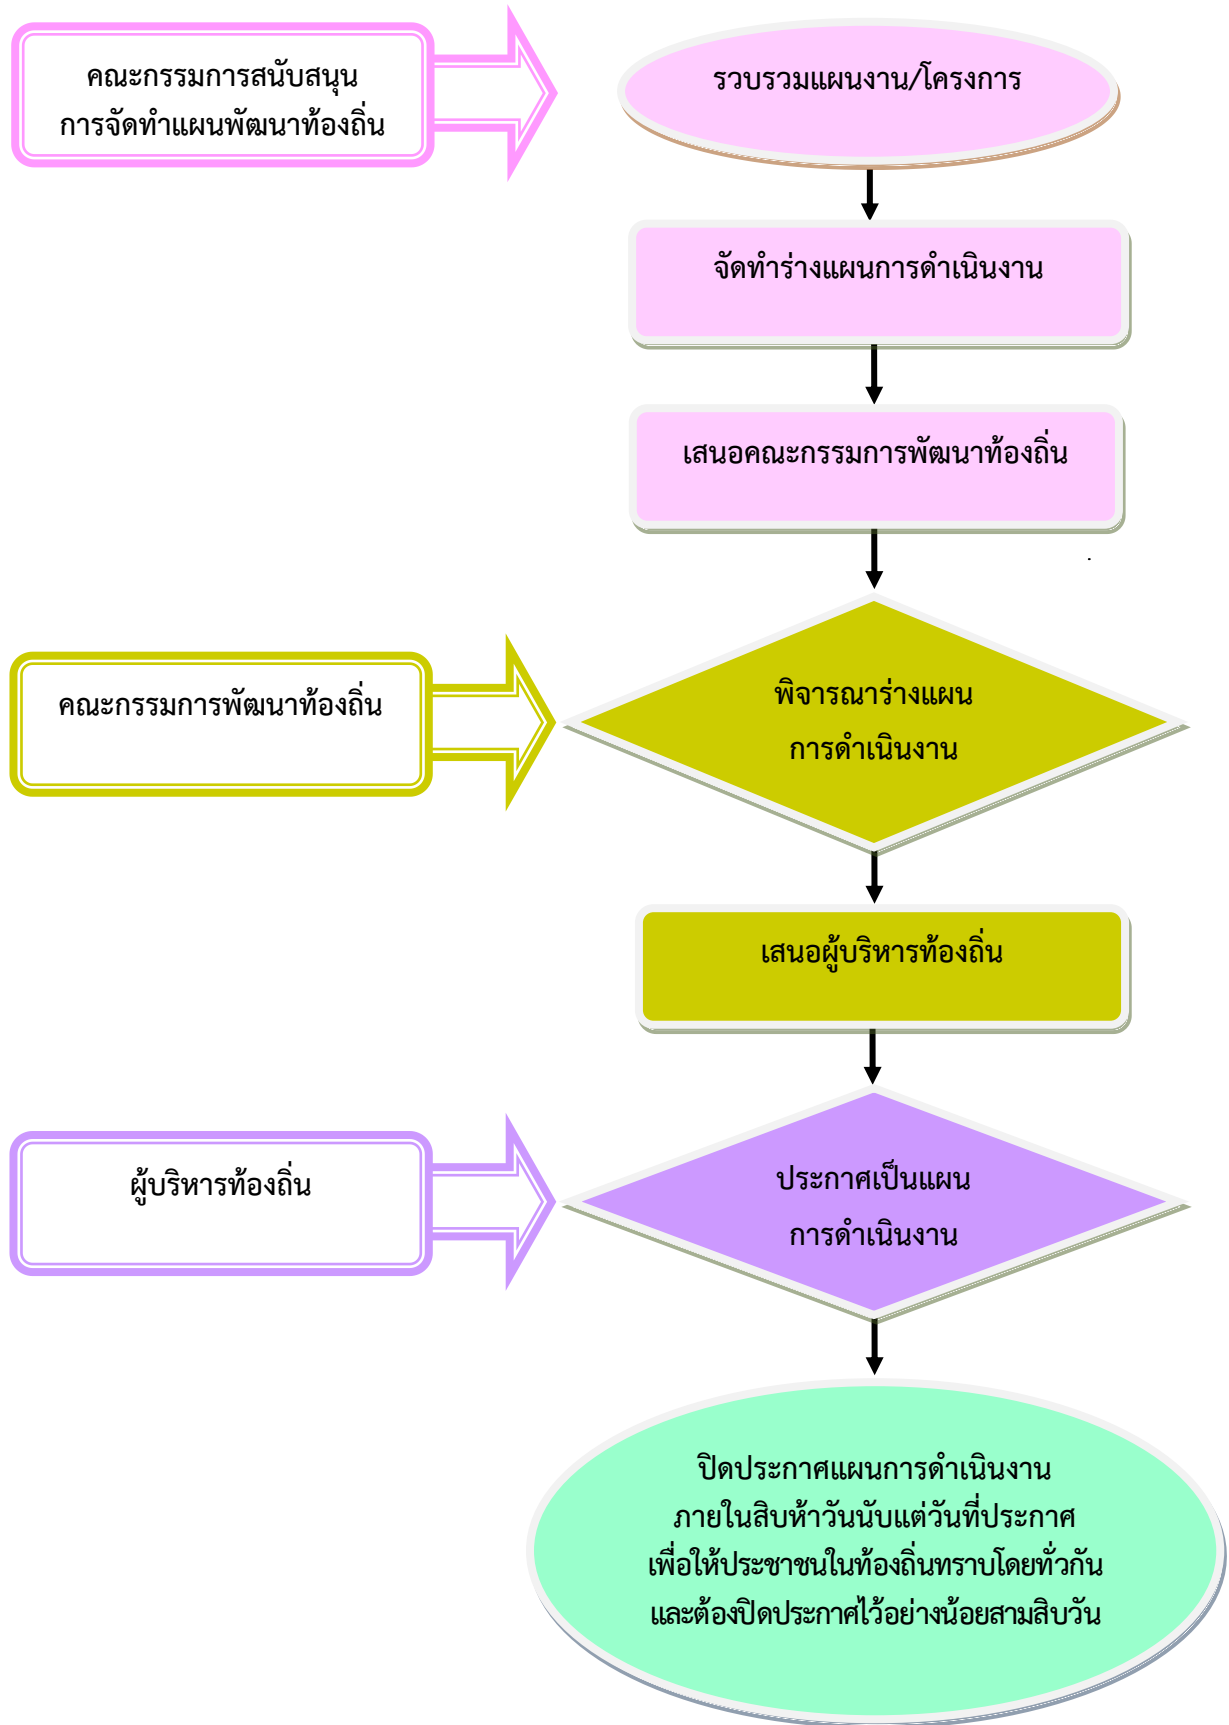 คณะกรรมการสนับสนุน
การจัดทำแผนพัฒนาท้องถิ่น
รวบรวมแผนงาน/โครงการ
จัดทำร่างแผนการดำเนินงาน
เสนอคณะกรรมการพัฒนาท้องถิ่น
คณะกรรมการพัฒนาท้องถิ่น
พิจารณาร่างแผน
การดำเนินงาน
เสนอผู้บริหารท้องถิ่น
ผู้บริหารท้องถิ่น
ประกาศเป็นแผน
การดำเนินงาน
ปิดประกาศแผนการดำเนินงาน
ภายในสิบห้าวันนับแต่วันที่ประกาศ
เพื่อให้ประชาชนในท้องถิ่นทราบโดยทั่วกัน
และต้องปิดประกาศไว้อย่างน้อยสามสิบวัน